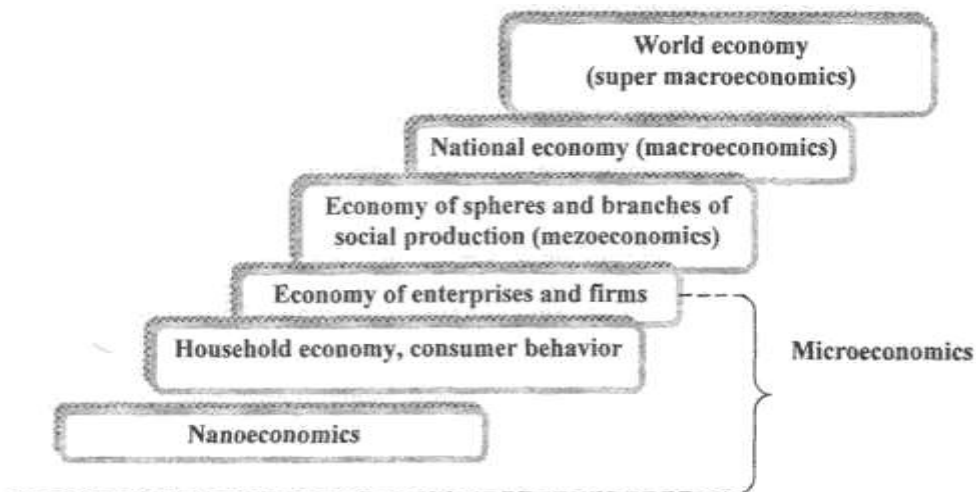 World economy
(super macroeconomics)
National economy (macroeconomics)
Economy of spheres and branches of
social production (mezoeconomics)
Economy of enterprises and firms
Household economy, consumer behavior
Microeconomics
Nanoeconomics